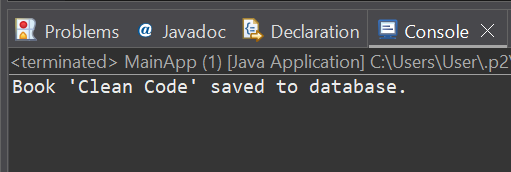 Problems @ Javadoc Declaration Console
<terminated> MainApp (1) [Java Application] C:\Users\User\.p2\
Book 'Clean Code' saved to database.